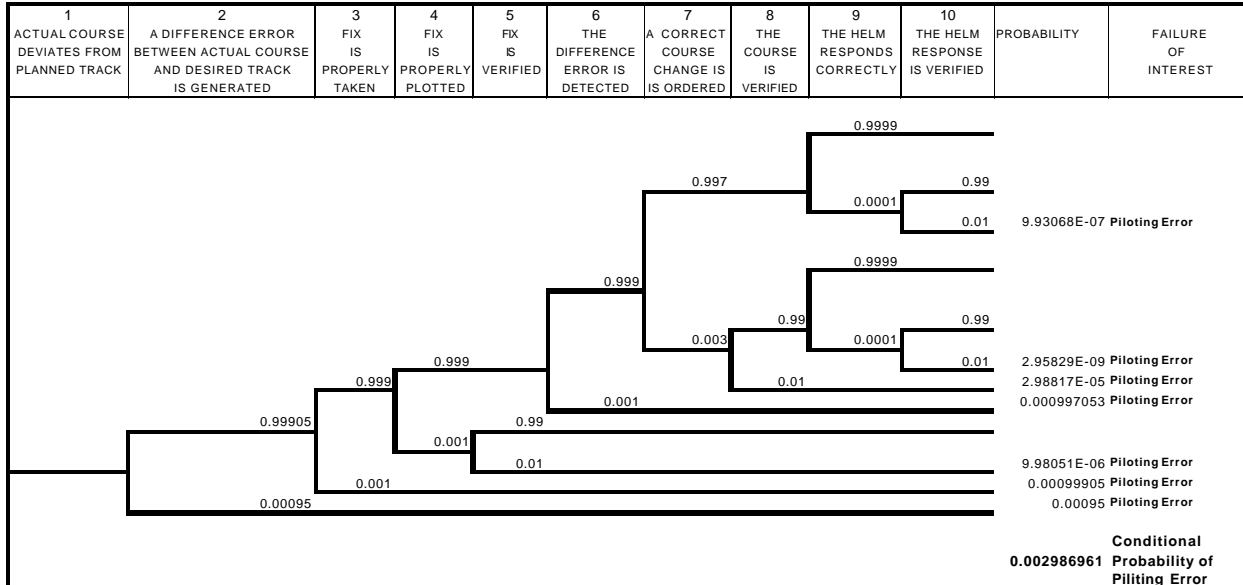 1
ACTUAL COURSE
DEVIATES FROM
PLANNED TRACK
2
A DIFFERENCE ERROR
BETWEEN ACTUAL COURSE
AND DESIRED TRACK
IS GENERATED
3
FIX
IS
PROPERLY
TAKEN
4
FIX
IS
PROPERLY
PLOTTED
5
FIX
IS
VERIFIED
6
THE
DIFFERENCE
ERROR IS
DETECTED
7
A CORRECT
COURSE
CHANGE IS
IS ORDERED
8
THE
COURSE
IS
VERIFIED
9
THE HELM
RESPONDS
CORRECTLY
10
THE HELM
RESPONSE
IS VERIFIED
PROBABILITY
FAILURE
OF
INTEREST
0.9999
0.997
0.99
0.0001
0.01 9.93068E-07 Piloting Error
0.9999
0.999
0.99
0.99
0.003
0.0001
0.999
0.01 2.95829E-09 Piloting Error
0.999
0.01 2.98817E-05 Piloting Error
0.001 0.000997053 Piloting Error
0.99905
0.99
0.001
0.01 9.98051E-06 Piloting Error
0.001 0.00099905 Piloting Error
0.00095 0.00095 Piloting Error
Conditional
0.002986961 Probability of
Piliting Error